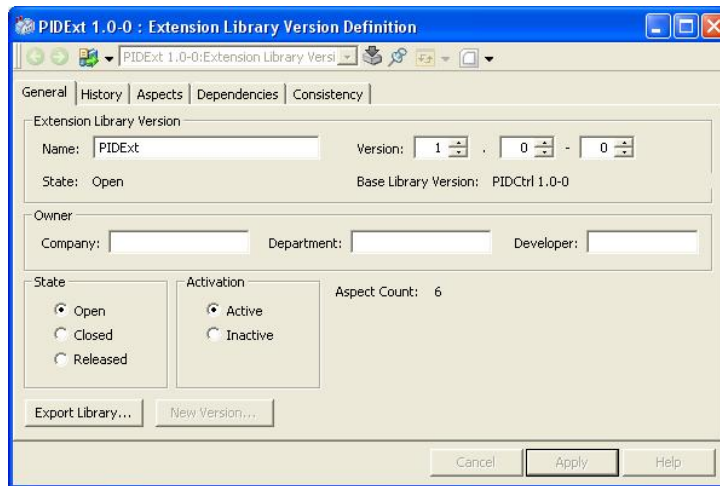 PIDExt 1.0-0 : Extension Library Version Definition
PIDExt 1.0-0:Extension Library Versi
General History Aspects Dependencies Consistency
Extension Library Version
Name: PIDExt Version: 1 . 0 - 0
State: Open Base Library Version: PIDCtrl 1.0-0
Owner
Company: Department: Developer:
State Activation Aspect Count: 6
Open Active
Closed Inactive
Released
Export Library... New Version...
Cancel Apply Help